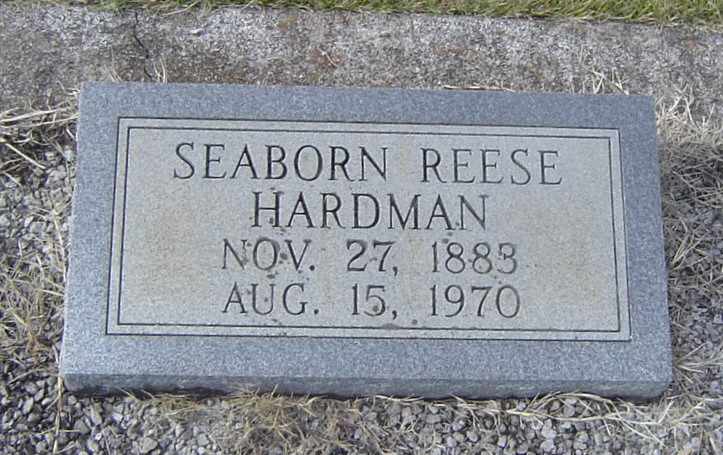 SEABORN REESE
HARDMAN
NOV. 27, 1883
AUG. 15, 1970